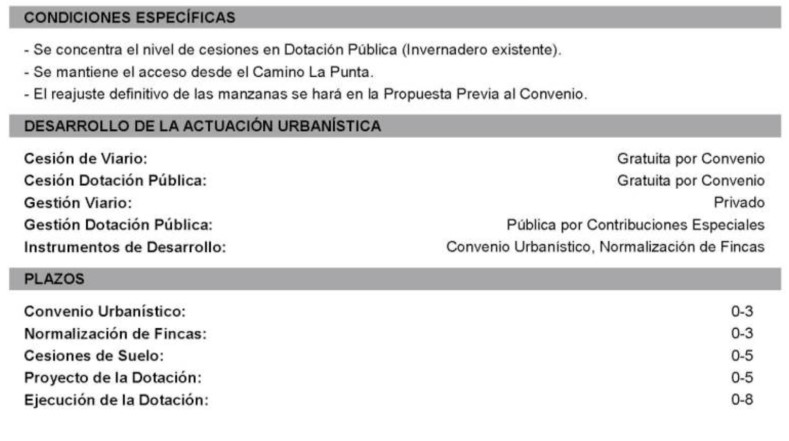 CONDICIONES ESPECÍFICAS
- Se concentra el nivel de cesiones en Dotación Pública (Invernadero existente).
- Se mantiene el acceso desde el Camino La Punta.
- El reajuste definitivo de las manzanas se hará en la Propuesta Previa al Convenio.
DESARROLLO DE LA ACTUACIÓN URBANÍSTICA
Cesión de Viario: Gratuita por Convenio
Cesión Dotación Pública: Gratuita por Convenio
Gestión Viario: Privado
Gestión Dotación Pública: Pública por Contribuciones Especiales
Instrumentos de Desarrollo: Convenio Urbanístico, Normalización de Fincas
PLAZOS
Convenio Urbanístico: 0-3
Normalización de Fincas: 0-3
Cesiones de Suelo: 0-5
Proyecto de la Dotación: 0-5
Ejecución de la Dotación: 0-8